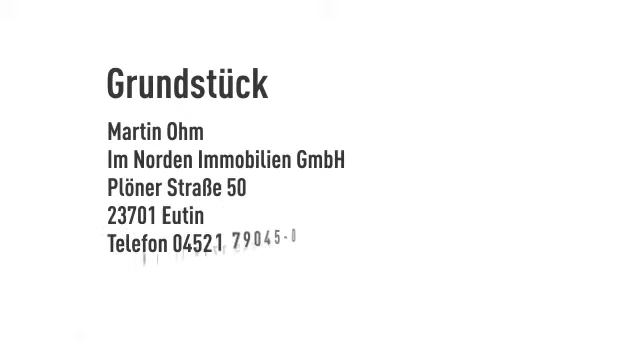 Grundstück
Martin Ohm
Im Norden Immobilien GmbH
Plöner Straße 50
23701 Eutin
Telefon 04521 79045-0